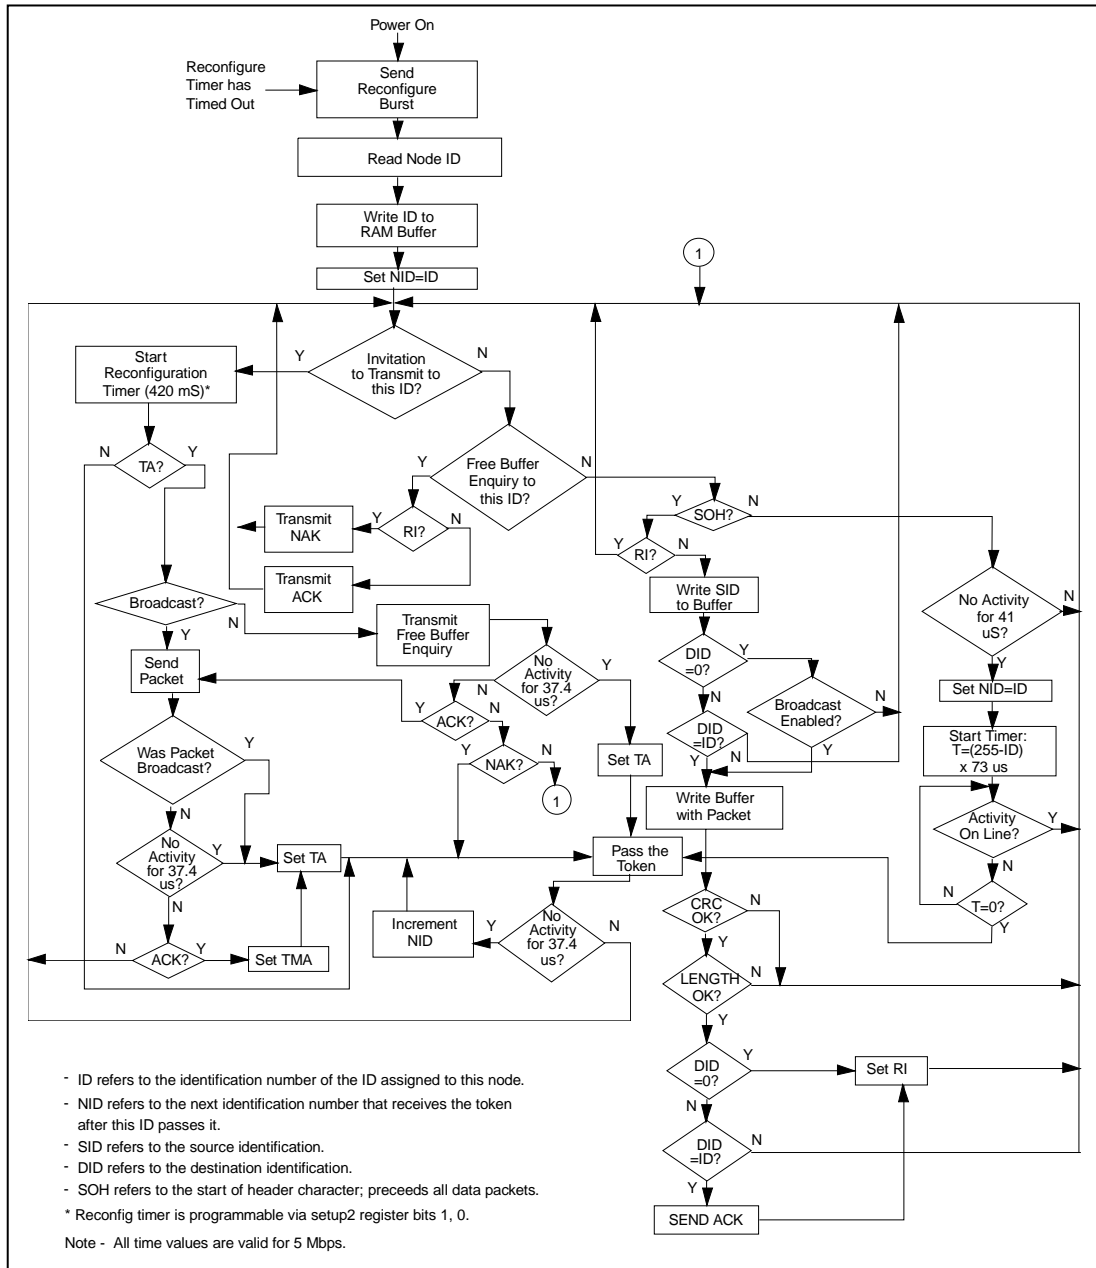 Power On
Reconfigure
Timer has
Timed Out
Send
Reconfigure
Burst
Read Node ID
Write ID to
RAM Buffer
1
Set NID=ID
Start
Reconfiguration
Timer (420 mS)*
Y
Invitation
to Transmit to
this ID?
N
N
TA?
Y
Y
Free Buffer
Enquiry to
this ID?
N
Transmit
NAK
Y
RI?
N
Y
SOH?
N
Transmit
ACK
Y
RI?
N
Write SID
to Buffer
No Activity
for 41
uS?
N
Y
Broadcast?
N
Y
Transmit
Free Buffer
Enquiry
No
Activity
for 37.4
us?
N
Y
DID
=0?
Y
N
Send
Packet
Set NID=ID
Broadcast
Enabled?
N
Y
ACK?
N
Y
DID
=ID?
N
Y
Y
Start Timer:
T=(255-ID)
x 73 us
Was Packet
Broadcast?
Y
N
Y
NAK?
N
1
Set TA
Write Buffer
with Packet
Activity
On Line?
Y
N
No
Activity
for 37.4
us?
Y
N
Set TA
Pass the
Token
N
T=0?
Y
Increment
NID
Y
No
Activity
for 37.4
us?
N
CRC
OK?
N
Y
N
ACK?
Y
Set TMA
LENGTH
OK?
N
Y
DID
=0?
Y
N
Set RI
DID
=ID?
N
Y
SEND ACK
- ID refers to the identification number of the ID assigned to this node.
- NID refers to the next identification number that receives the token
after this ID passes it.
- SID refers to the source identification.
- DID refers to the destination identification.
- SOH refers to the start of header character; preceeds all data packets.
* Reconfig timer is programmable via setup2 register bits 1, 0.
Note - All time values are valid for 5 Mbps.